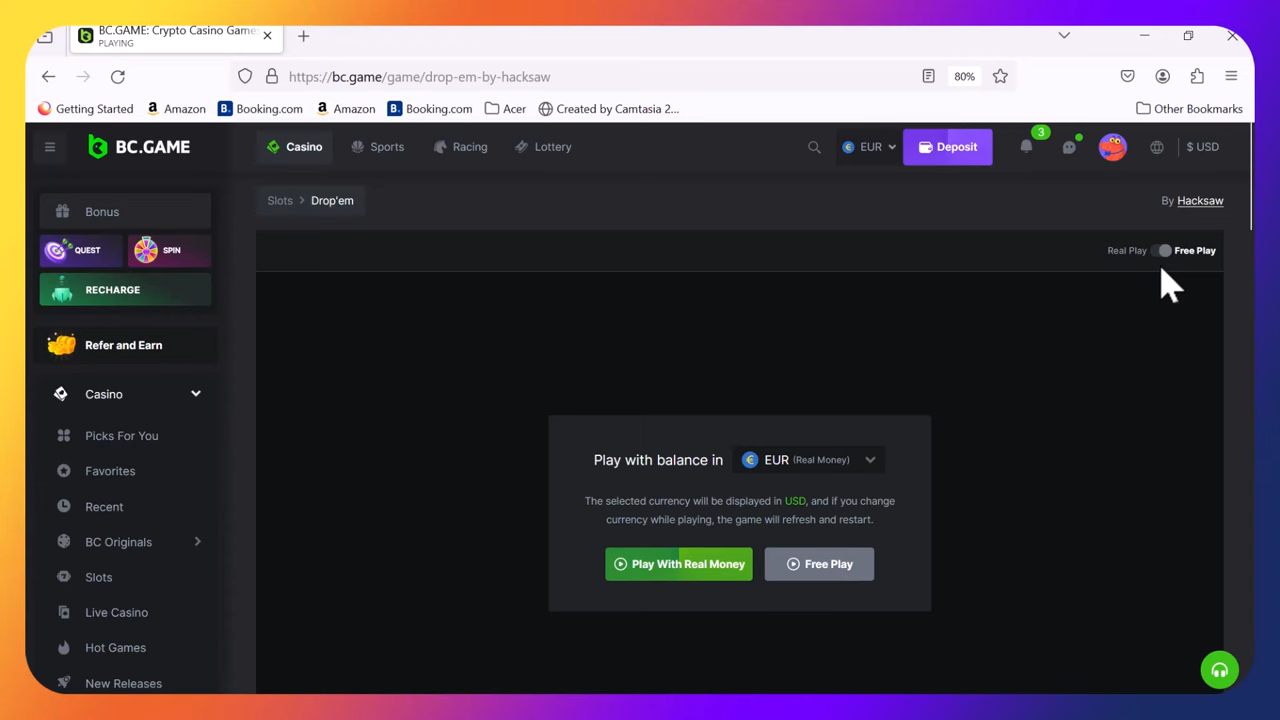 BC.GAME: Crypto Casino Game
PLAYING
https://bc.game/game/drop-em-by-hacksaw
80%
Getting Started
Amazon
B. Booking.com
Amazon
B. Booking.com
Acer
Created by Camtasia 2...
Other Bookmarks
BC.GAME
Casino
Sports
Racing
Lottery
EUR
Deposit
3
$ USD
Bonus
QUEST
SPIN
RECHARGE
Refer and Earn
Casino
Picks For You
Favorites
Recent
BC Originals
Slots
Live Casino
Hot Games
New Releases
Slots > Drop'em
By Hacksaw
Real Play Free Play
Play with balance in € EUR (Real Money)
The selected currency will be displayed in USD, and if you change
currency while playing, the game will refresh and restart.
Play With Real Money
Free Play